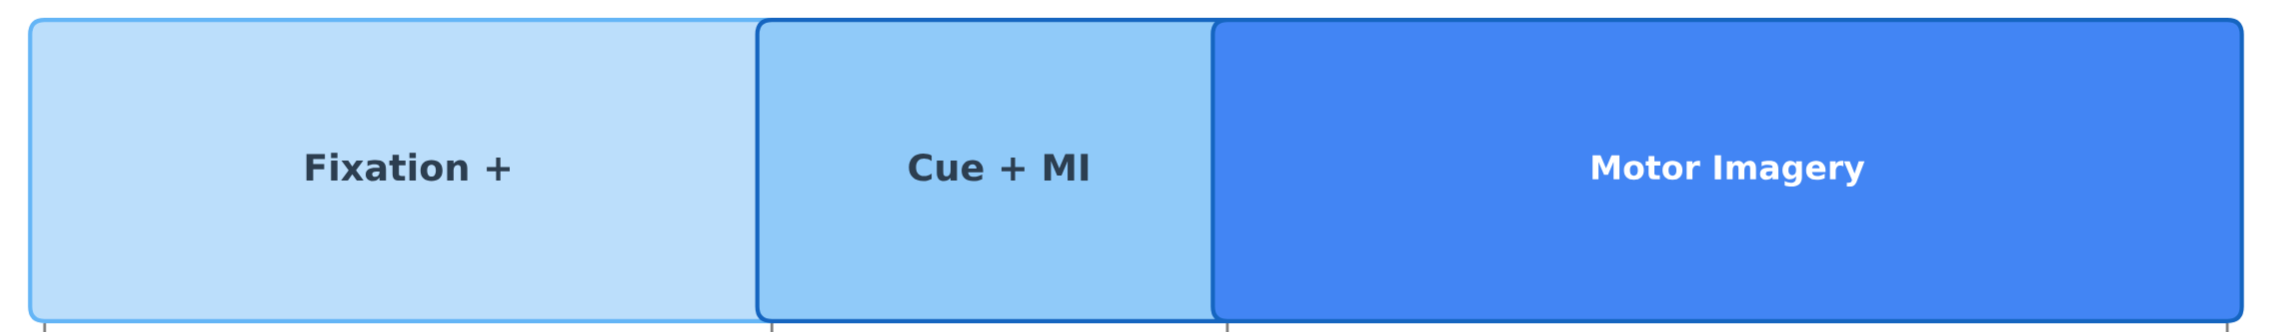 Fixation +
Cue + MI
Motor Imagery